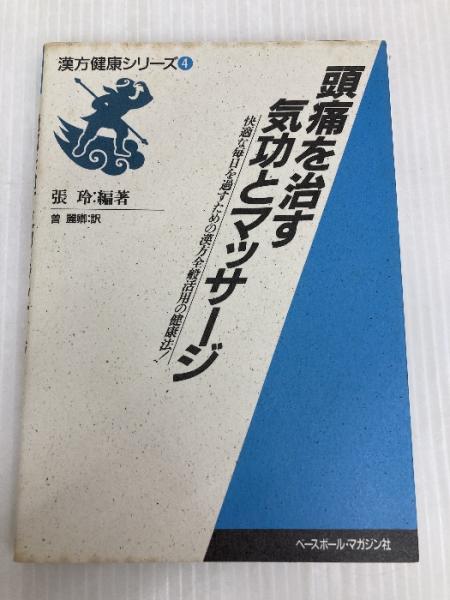 漢方健康シリーズ4
頭痛を治す
気功とマッサージ
快適な毎日を過すための漢方全般活用の健康法!
張 玲:編著
曽 麗卿:訳
ベースボール・マガジン社